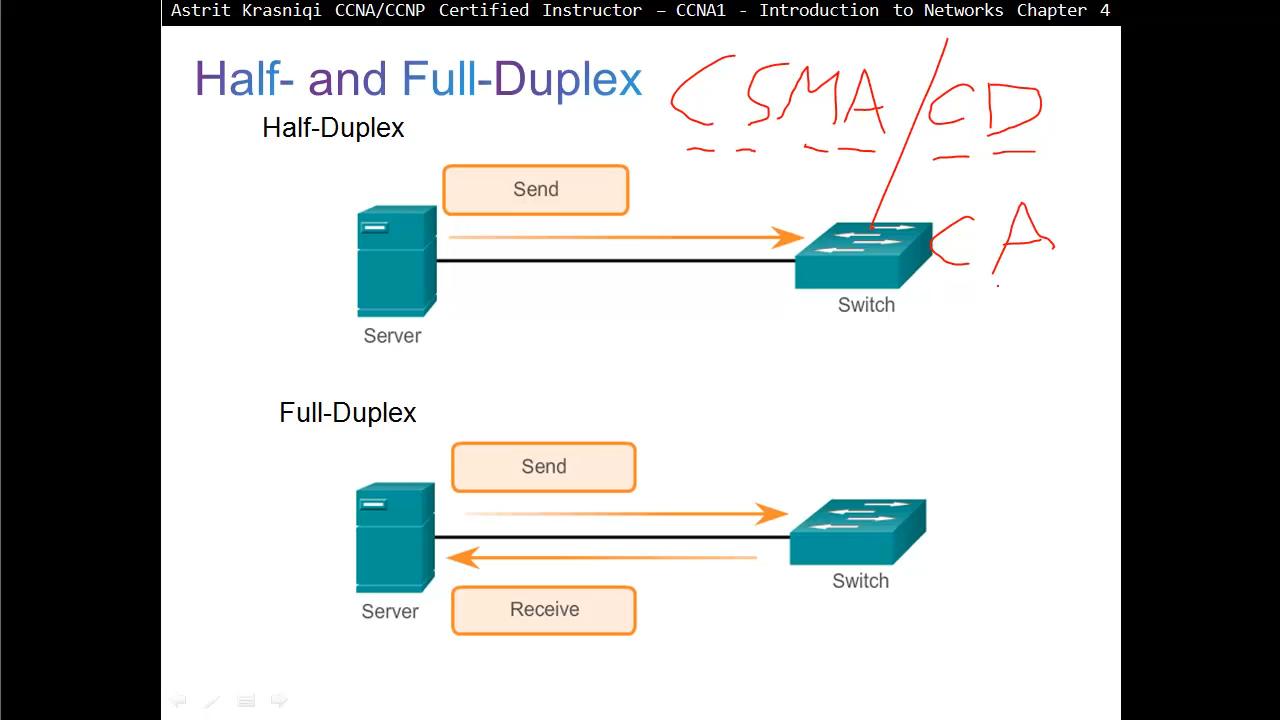 Astrit Krasniqi CCNA/CCNP Certified Instructor – CCNA1 - Introduction to Networks Chapter 4
Half- and Full-Duplex
CSMA/CD
Half-Duplex
Send
CA
Switch
Server
Full-Duplex
Send
Switch
Server
Receive